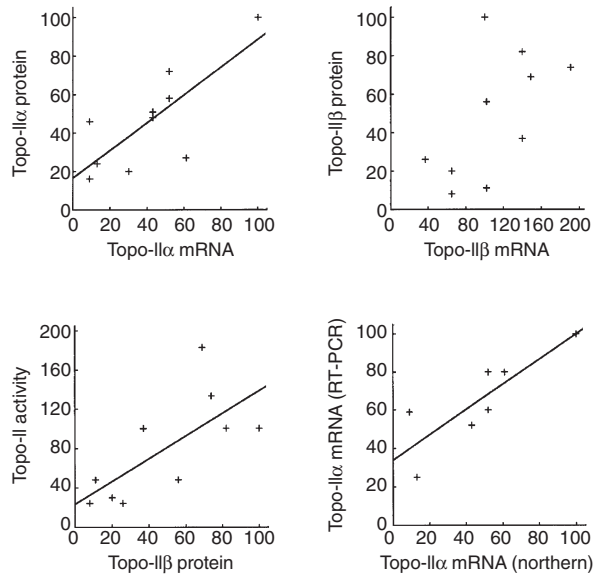 100
80
60
40
20
0
Topo-IIα protein
0 20 40 60 80 100
Topo-IIα mRNA
100
80
60
40
20
0
Topo-IIβ protein
0 40 80 120 160 200
Topo-IIβ mRNA
200
160
120
80
40
0
Topo-II activity
0 20 40 60 80 100
Topo-IIβ protein
100
80
60
40
20
0
Topo-IIα mRNA (RT-PCR)
0 20 40 60 80 100
Topo-IIα mRNA (northern)